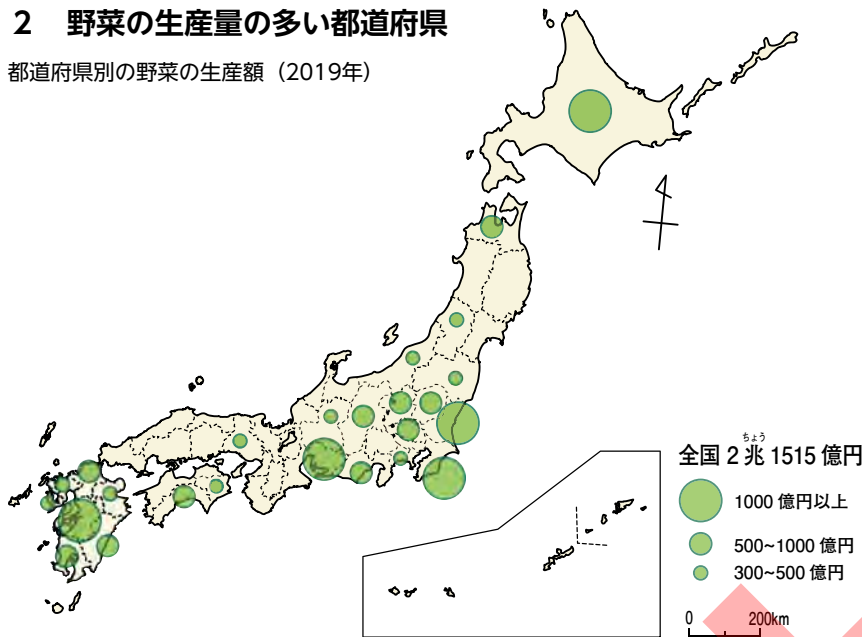 2 野菜の生産量の多い都道府県
都道府県別の野菜の生産額（2019年）
ちょう
全国 2 兆 1515 億円
1000 億円以上
500~1000 億円
300~500 億円
0 200km